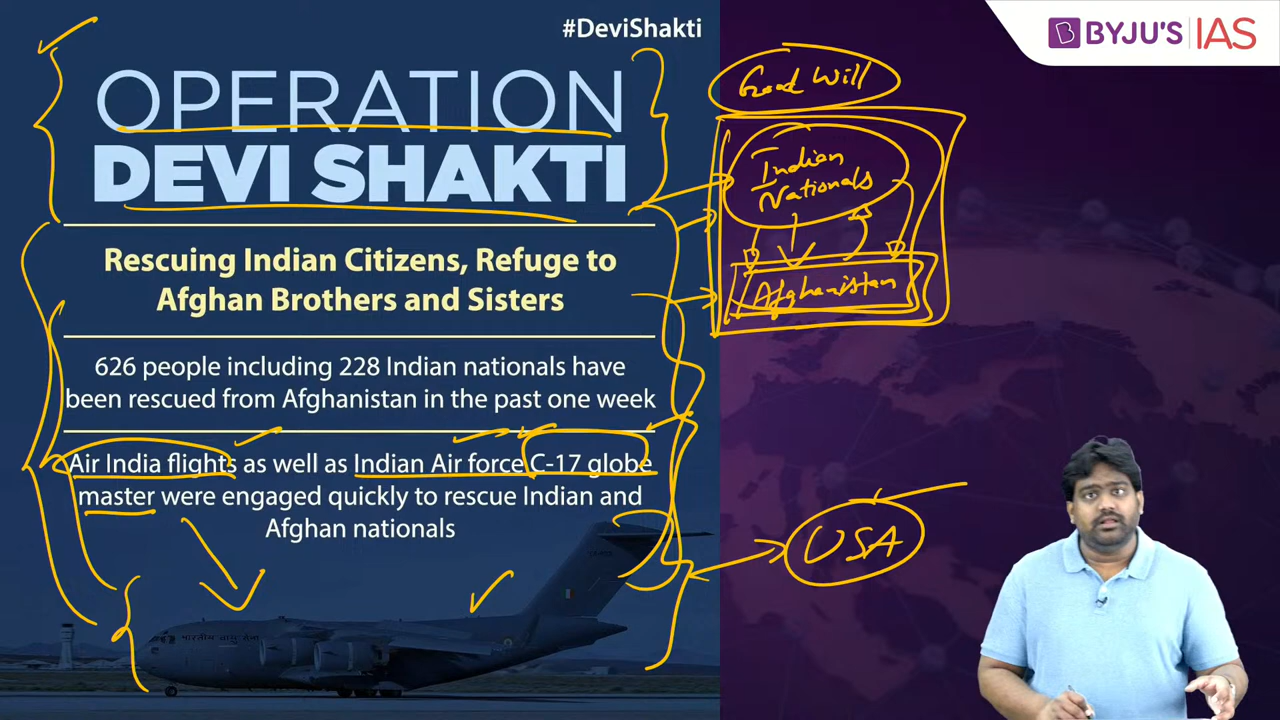 #DeviShakti
BYJU'S IAS
OPERATION
DEVI SHAKTI
Rescuing Indian Citizens, Refuge to
Afghan Brothers and Sisters
626 people including 228 Indian nationals have
been rescued from Afghanistan in the past one week
Air India flights as well as Indian Air force C-17 globe
master were engaged quickly to rescue Indian and
Afghan nationals
भारतीय वायु सेना
Good Will
Indian
Nationals
Afghanistan
USA